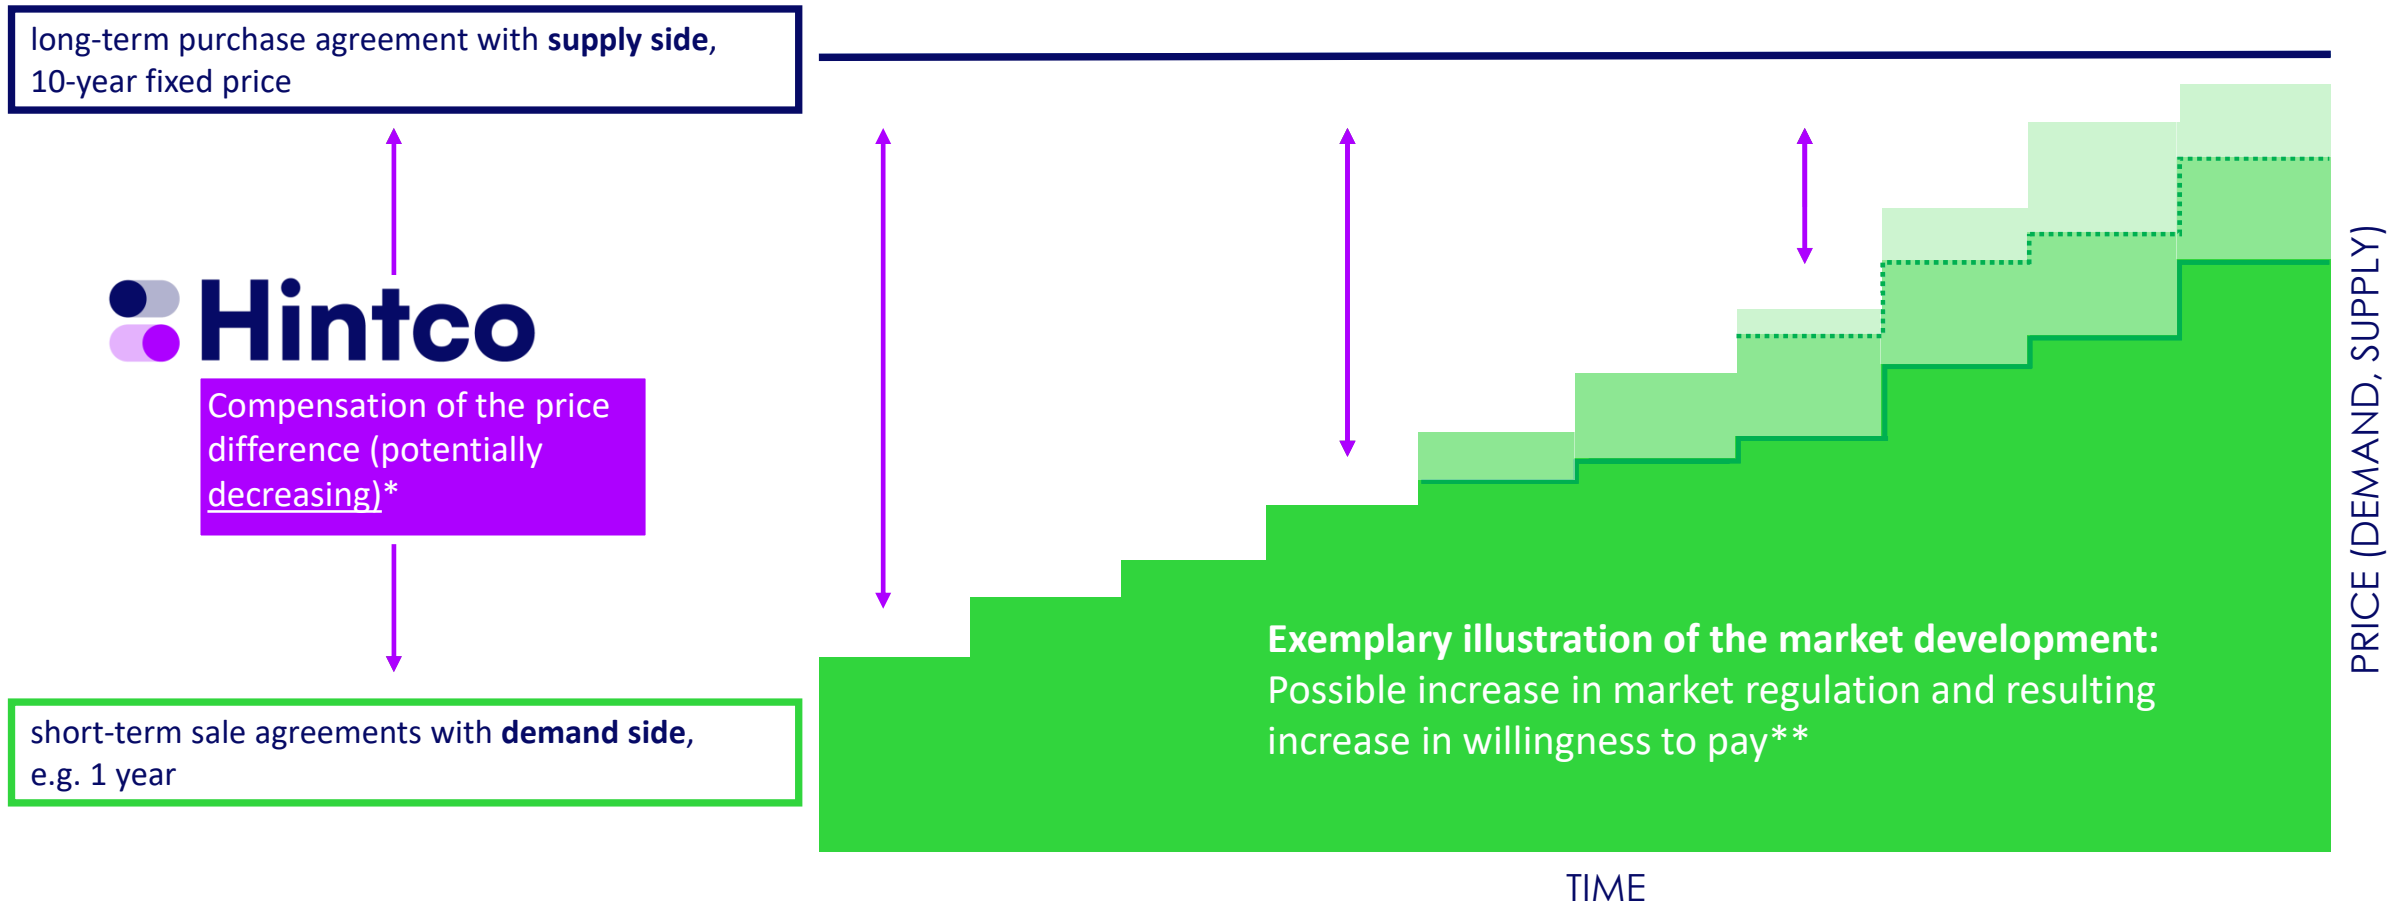 long-term purchase agreement with supply side,
10-year fixed price
Hintco
Compensation of the price
difference (potentially
decreasing)*
short-term sale agreements with demand side,
e.g. 1 year
Exemplary illustration of the market development:
Possible increase in market regulation and resulting
increase in willingness to pay**
PRICE (DEMAND, SUPPLY)
TIME